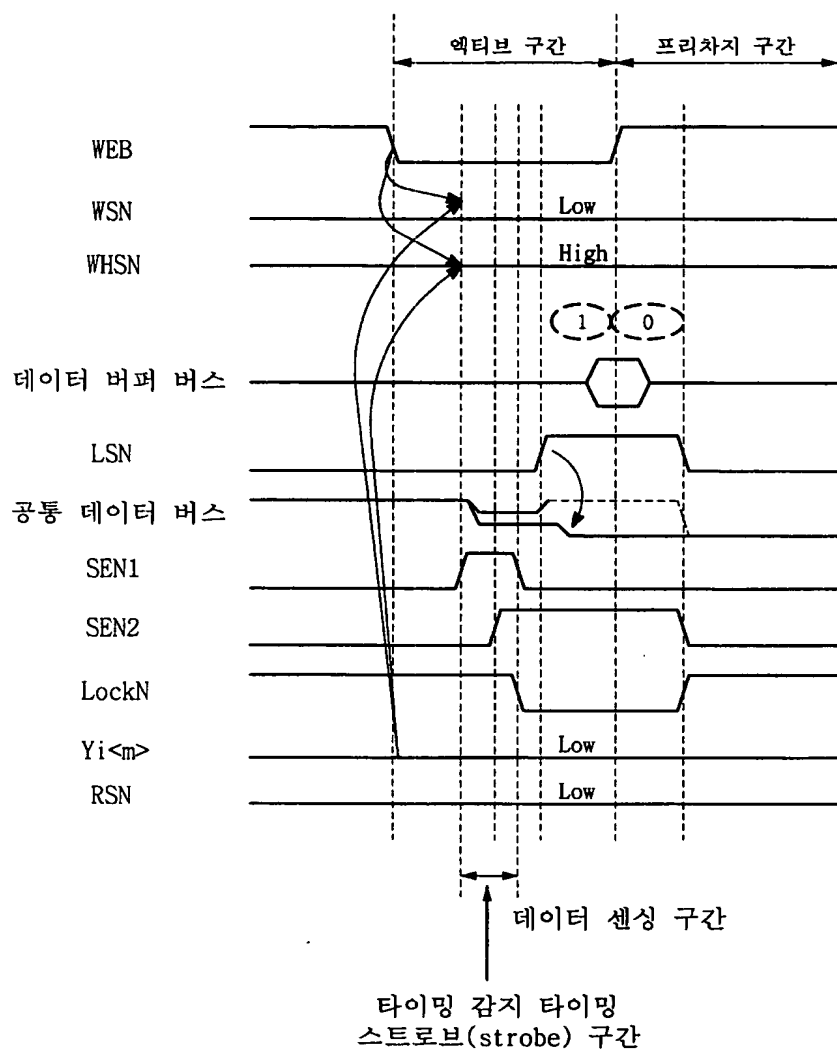 엑티브 구간
프리차지 구간
WEB
WSN
Low
WHSN
High
1
0
데이터 버퍼 버스
LSN
공통 데이터 버스
SEN1
SEN2
LockN
Yi<m>
Low
RSN
Low
데이터 센싱 구간
타이밍 감지 타이밍
스트로브(strobe) 구간